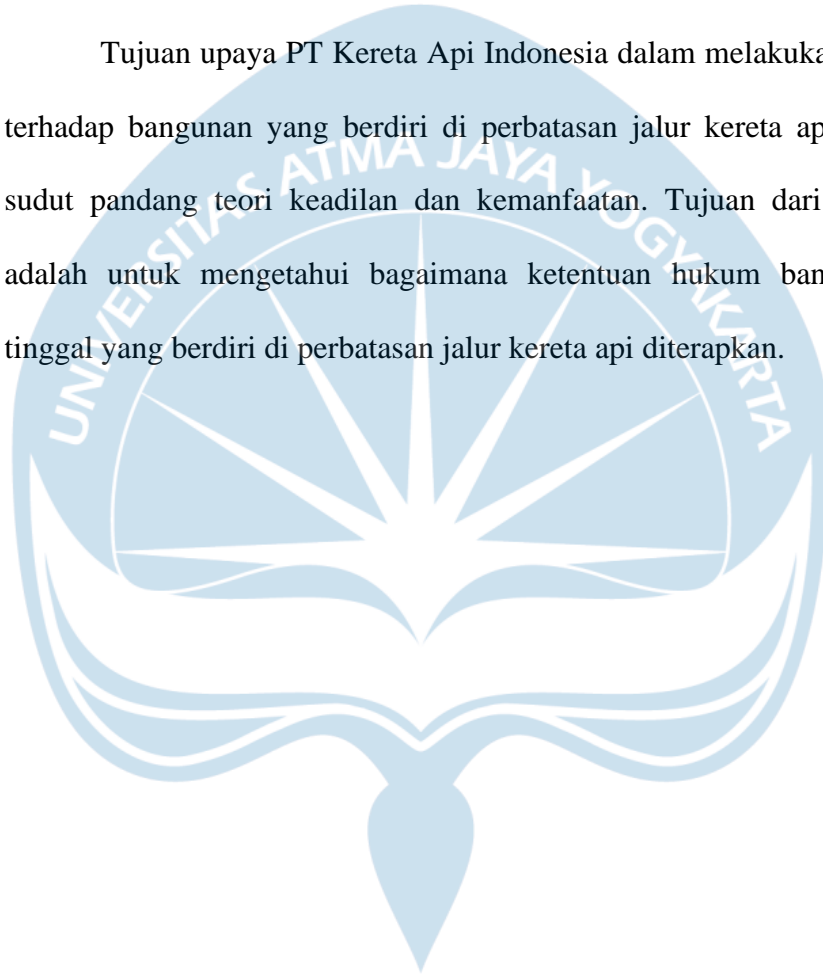 Tujuan upaya PT Kereta Api Indonesia dalam melakuka
terhadap bangunan yang berdiri di perbatasan jalur kereta ap
sudut pandang teori keadilan dan kemanfaatan. Tujuan dari
adalah untuk mengetahui bagaimana ketentuan hukum ban
tinggal yang berdiri di perbatasan jalur kereta api diterapkan.
UNIVERSITAS ATMA JAYA YOGYAKARTA